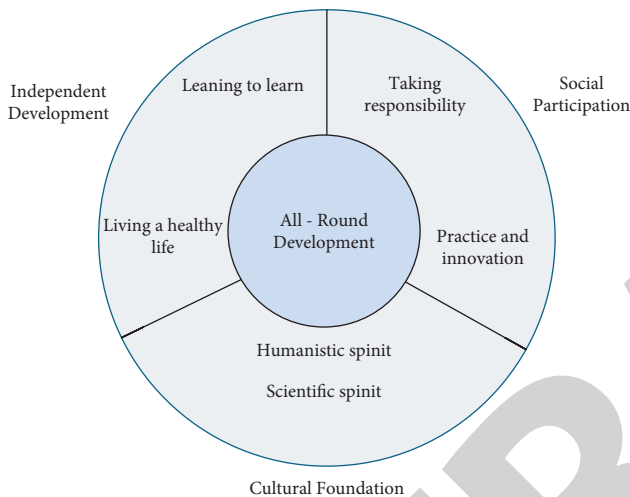 Independent
Development
Leaning to learn
Taking
responsibility
Social
Participation
Living a healthy
life
All - Round
Development
Practice and
innovation
Humanistic spinit
Scientific spinit
Cultural Foundation